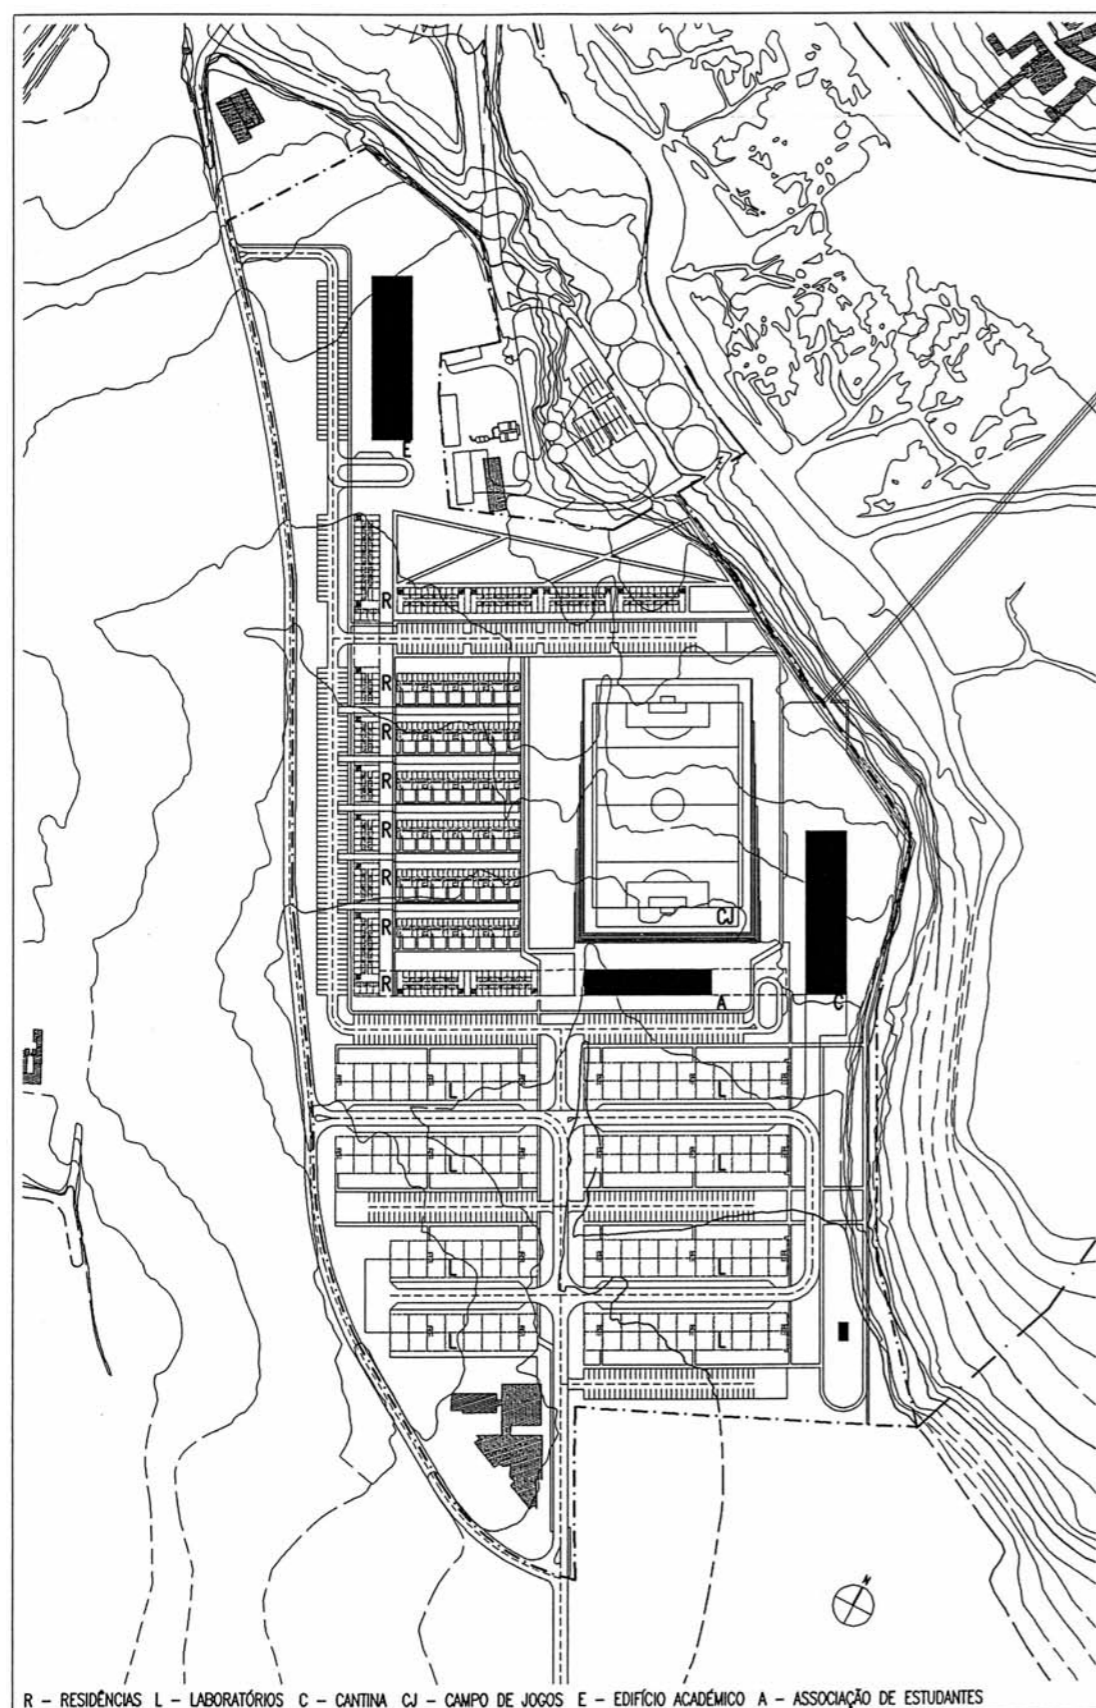 E
R
R
R
R
R
R
CJ
R
R
A C
L L
L L
L L
L L
N
R – RESIDÊNCIAS L – LABORATÓRIOS C – CANTINA CJ – CAMPO DE JOGOS E – EDIFÍCIO ACADÉMICO A – ASSOCIAÇÃO DE ESTUDANTES